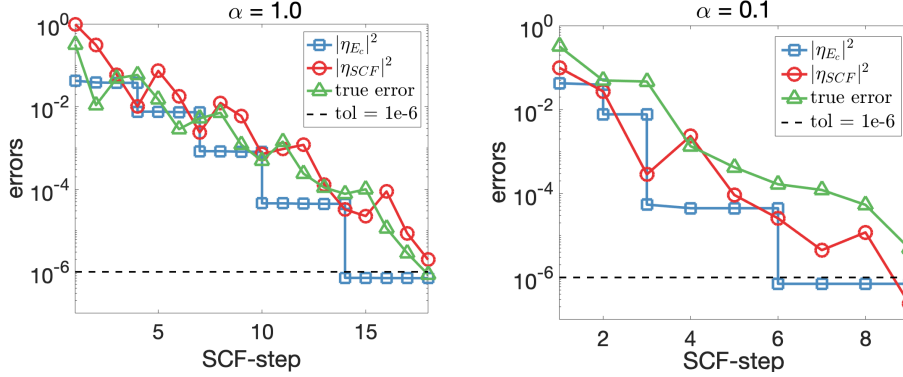 α = 1.0
10^0
10^-2
10^-4
10^-6
errors
5
10
15
SCF-step
|η_{E_c}|^2
|η_{SCF}|^2
true error
tol = 1e-6
α = 0.1
10^0
10^-2
10^-4
10^-6
errors
2
4
6
8
SCF-step
|η_{E_c}|^2
|η_{SCF}|^2
true error
tol = 1e-6